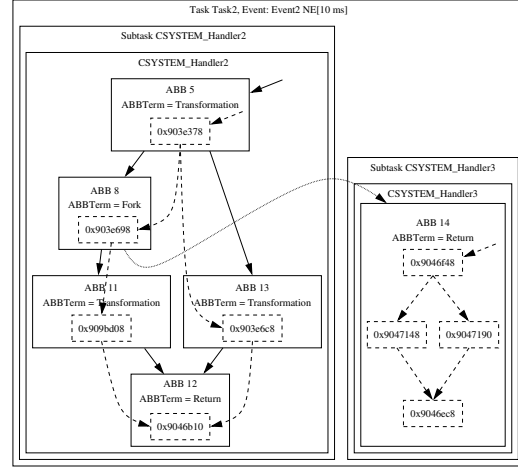 Task Task2, Event: Event2 NE[10 ms]
Subtask CSYSTEM_Handler2
CSYSTEM_Handler2
ABB 5
ABBTerm = Transformation
0x903e378
ABB 8
ABBTerm = Fork
0x903e698
ABB 11
ABBTerm = Transformation
0x909bd08
ABB 13
ABBTerm = Transformation
0x903e6c8
ABB 12
ABBTerm = Return
0x9046b10
Subtask CSYSTEM_Handler3
CSYSTEM_Handler3
ABB 14
ABBTerm = Return
0x9046f48
0x9047148
0x9047190
0x9046ec8